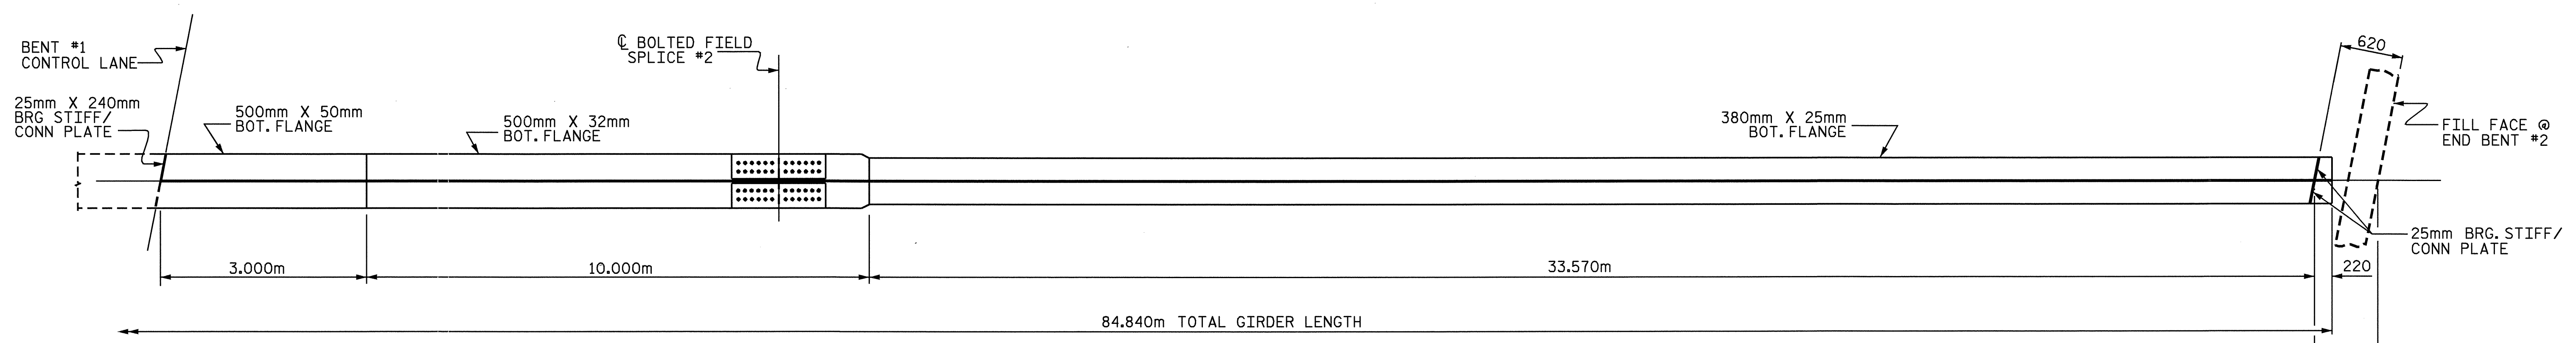 BENT #1
CONTROL LANE
℄ BOLTED FIELD
SPLICE #2
620
25mm X 240mm
BRG STIFF/
CONN PLATE
500mm X 50mm
BOT. FLANGE
500mm X 32mm
BOT. FLANGE
380mm X 25mm
BOT. FLANGE
FILL FACE @
END BENT #2
25mm BRG. STIFF/
CONN PLATE
3.000m
10.000m
33.570m
220
84.840m TOTAL GIRDER LENGTH